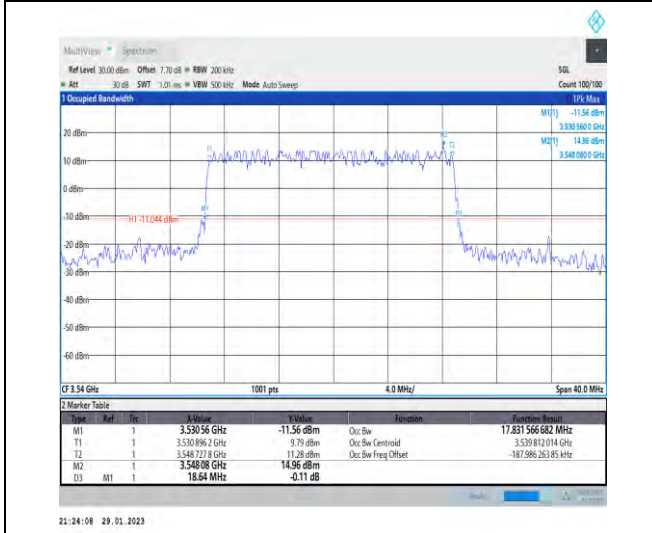 MultiView Spectrum
Ref Level 30.00 dBm Offset 7.70 dB RBW 200 kHz SGL
Att 30 dB SWT 1.01 ms VBW 500 kHz Mode Auto Sweep Count 100/100
1 Occupied Bandwidth 1Pk Max
M1[1] -11.56 dBm
3.530 560 0 GHz
M2[1] 14.96 dBm
3.548 080 0 GHz
20 dBm
M2
T1 T2
10 dBm
0 dBm
M1
-10 dBm
H1 -11.044 dBm
-20 dBm
-30 dBm
-40 dBm
-50 dBm
-60 dBm
CF 3.54 GHz 1001 pts 4.0 MHz/ Span 40.0 MHz
2 Marker Table
Type Ref Trc X-Value Y-Value Function Function Result
M1 1 3.530 56 GHz -11.56 dBm Occ Bw 17.831 566 682 MHz
T1 1 3.530 896 2 GHz 9.79 dBm Occ Bw Centroid 3.539 812 014 GHz
T2 1 3.548 727 8 GHz 11.28 dBm Occ Bw Freq Offset -187.986 263 85 kHz
M2 1 3.548 08 GHz 14.96 dBm
D3 M1 1 18.64 MHz -0.11 dB
21:24:08 29.01.2023